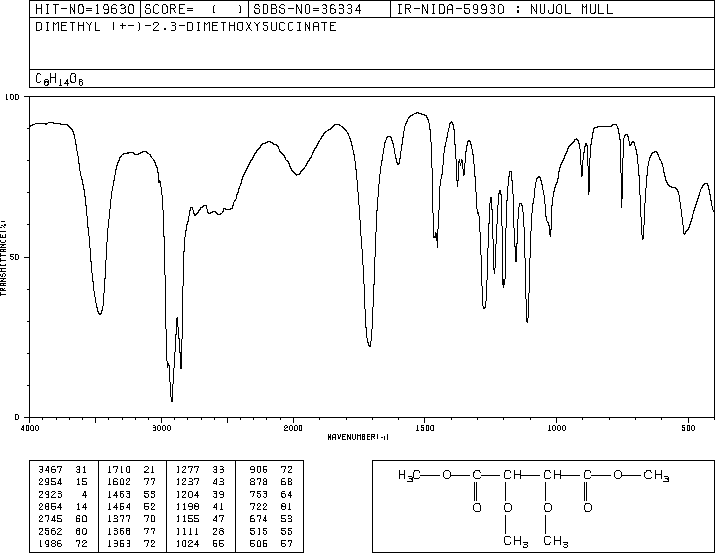 HIT-NO=19630 SCORE= ( ) SDBS-NO=36334 IR-NIDA-59930 : NUJOL MULL
DIMETHYL (+-)-2,3-DIMETHOXYSUCCINATE
C8H14O6
100
TRANSMITTANCE(%)
50
0
4000 3000 2000 1500 1000 500
WAVENUMBER(-1)
3467 31 1710 21 1277 33 906 72
2954 15 1602 77 1237 43 878 68
2923 4 1463 55 1204 39 753 64
2854 14 1454 52 1198 41 722 81
2745 60 1377 70 1155 47 674 53
2562 60 1368 77 1111 28 515 55
1986 72 1363 72 1024 55 506 57
H3C O C CH CH C O CH3
O O O O
CH3 CH3